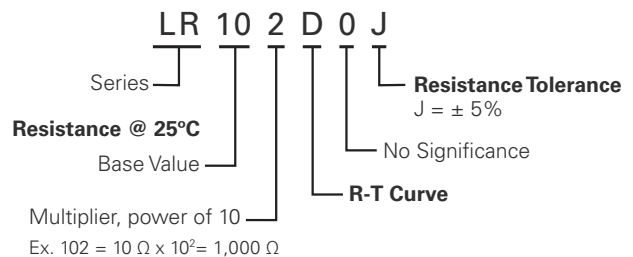 LR 10 2 D 0 J
Series
Resistance Tolerance
J = ± 5%
Resistance @ 25ºC
Base Value
No Significance
R-T Curve
Multiplier, power of 10
Ex. 102 = 10 Ω x 10²= 1,000 Ω